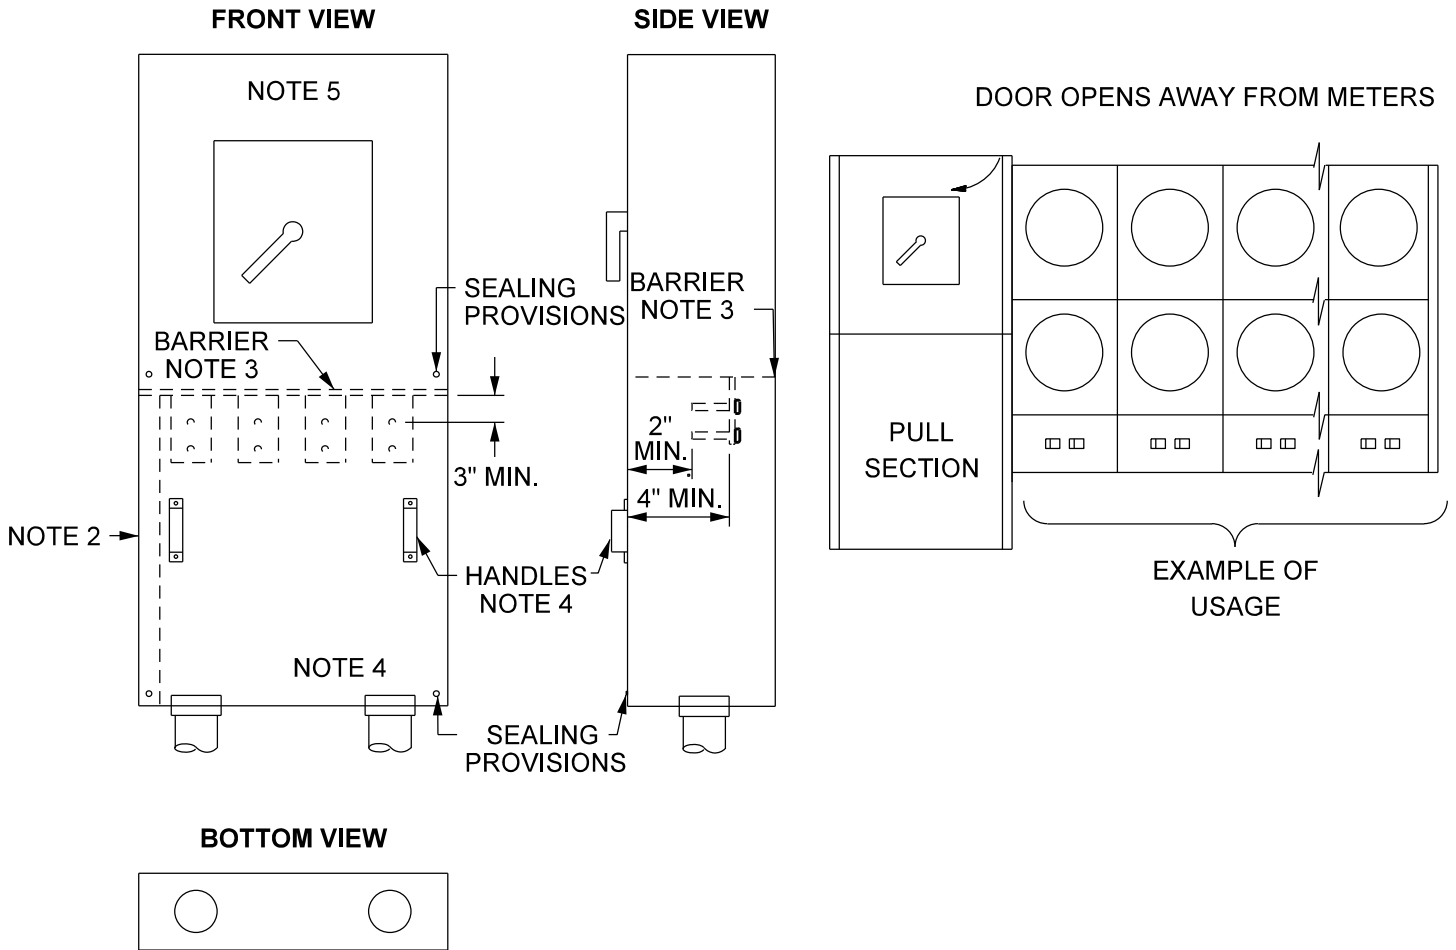 FRONT VIEW
SIDE VIEW
NOTE 5
DOOR OPENS AWAY FROM METERS
SEALING
PROVISIONS
BARRIER
NOTE 3
BARRIER
NOTE 3
2"
MIN.
3" MIN.
4" MIN.
PULL
SECTION
NOTE 2
HANDLES
NOTE 4
EXAMPLE OF
USAGE
NOTE 4
SEALING
PROVISIONS
BOTTOM VIEW